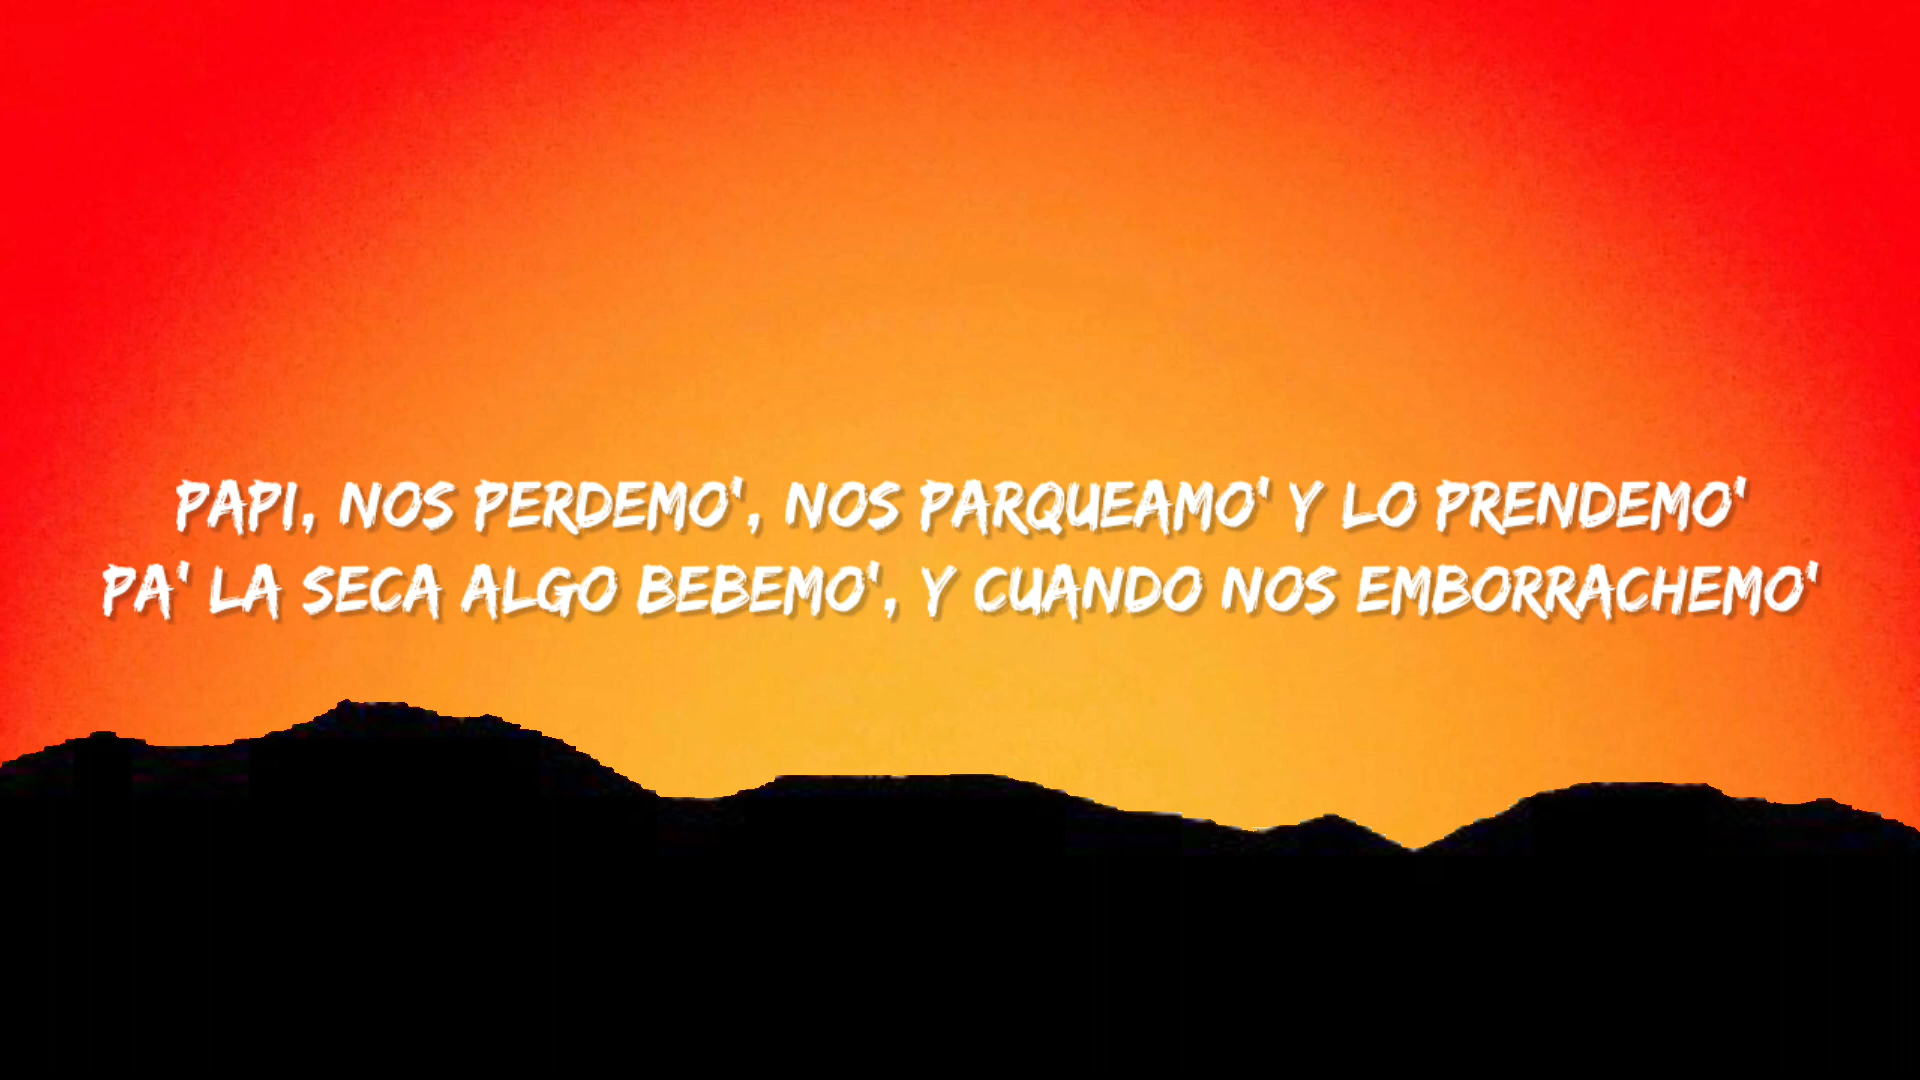 PAPI, NOS PERDEMO', NOS PARQUEAMO' Y LO PRENDEMO'
PA' LA SECA ALGO BEBEMO', Y CUANDO NOS EMBORRACHEMO'